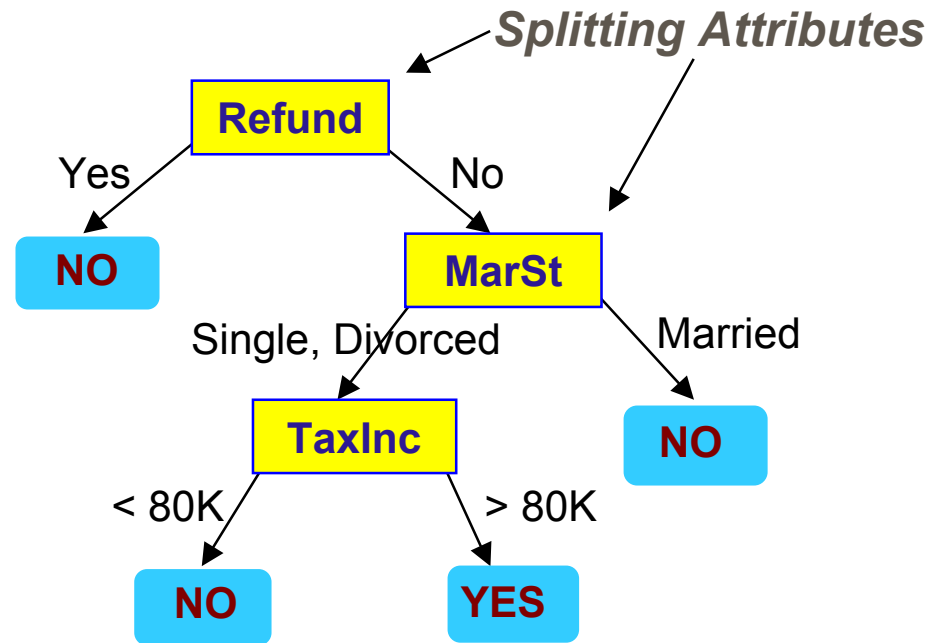 Splitting Attributes
Refund
Yes
No
NO
MarSt
Single, Divorced
Married
TaxInc
NO
< 80K
> 80K
NO
YES